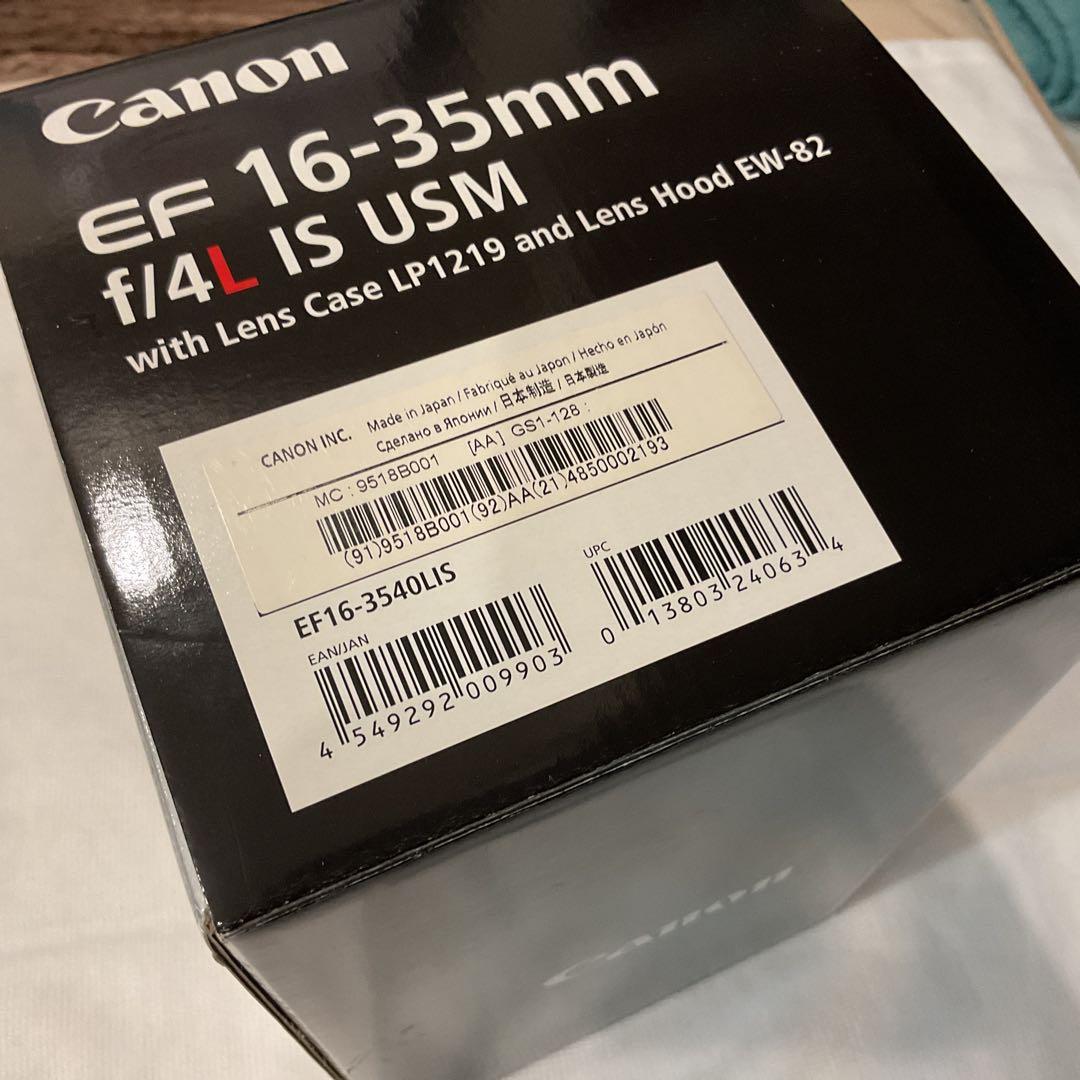 Canon
EF 16-35mm
f/4L IS USM
with Lens Case LP1219 and Lens Hood EW-82
CANON INC. Made in Japan / Fabriqué au Japon / Hecho en Japón
Сделано в Японии / 日本制造 / 日本製造
MC : 9518B001 [AA] GS1-128 :
(91)9518B001(92)AA(21)4850002193
EF16-3540LIS
EAN/JAN
4 549292 009903
UPC
0 13803 24063 4
Canon